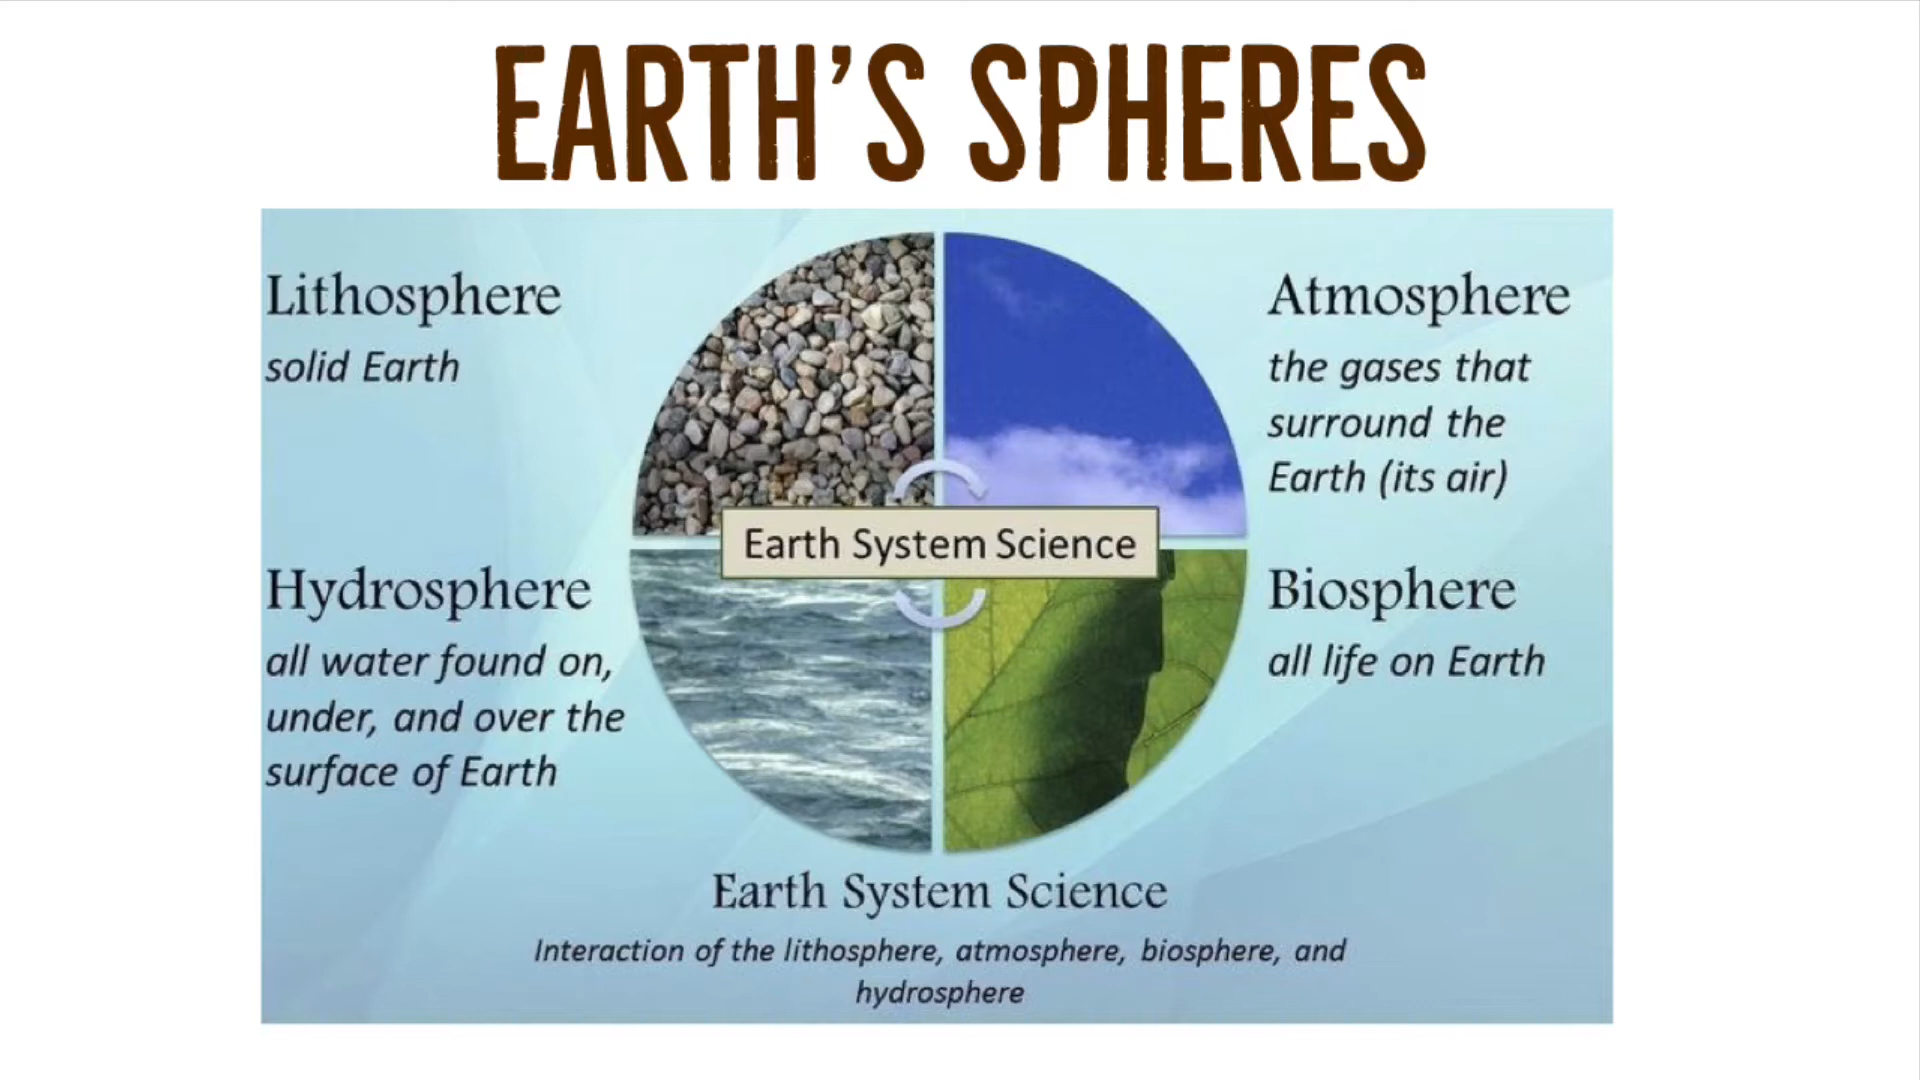 EARTH'S SPHERES
Lithosphere
solid Earth
Atmosphere
the gases that
surround the
Earth (its air)
Earth System Science
Hydrosphere
all water found on,
under, and over the
surface of Earth
Biosphere
all life on Earth
Earth System Science
Interaction of the lithosphere, atmosphere, biosphere, and
hydrosphere